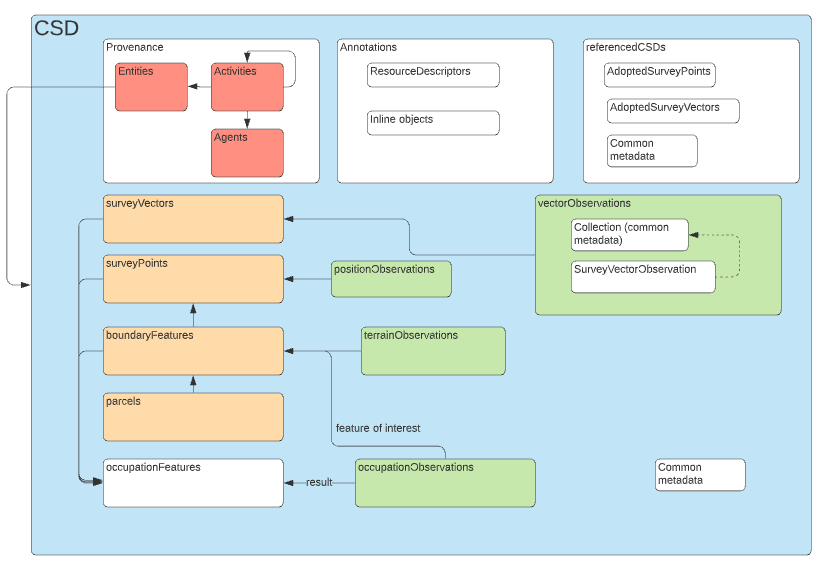 CSD
Provenance
Entities
Activities
Agents
Annotations
ResourceDescriptors
Inline objects
referencedCSDs
AdoptedSurveyPoints
AdoptedSurveyVectors
Common
metadata
surveyVectors
vectorObservations
Collection (common
metadata)
SurveyVectorObservation
surveyPoints
positionObservations
boundaryFeatures
terrainObservations
parcels
feature of interest
occupationFeatures
result
occupationObservations
Common
metadata